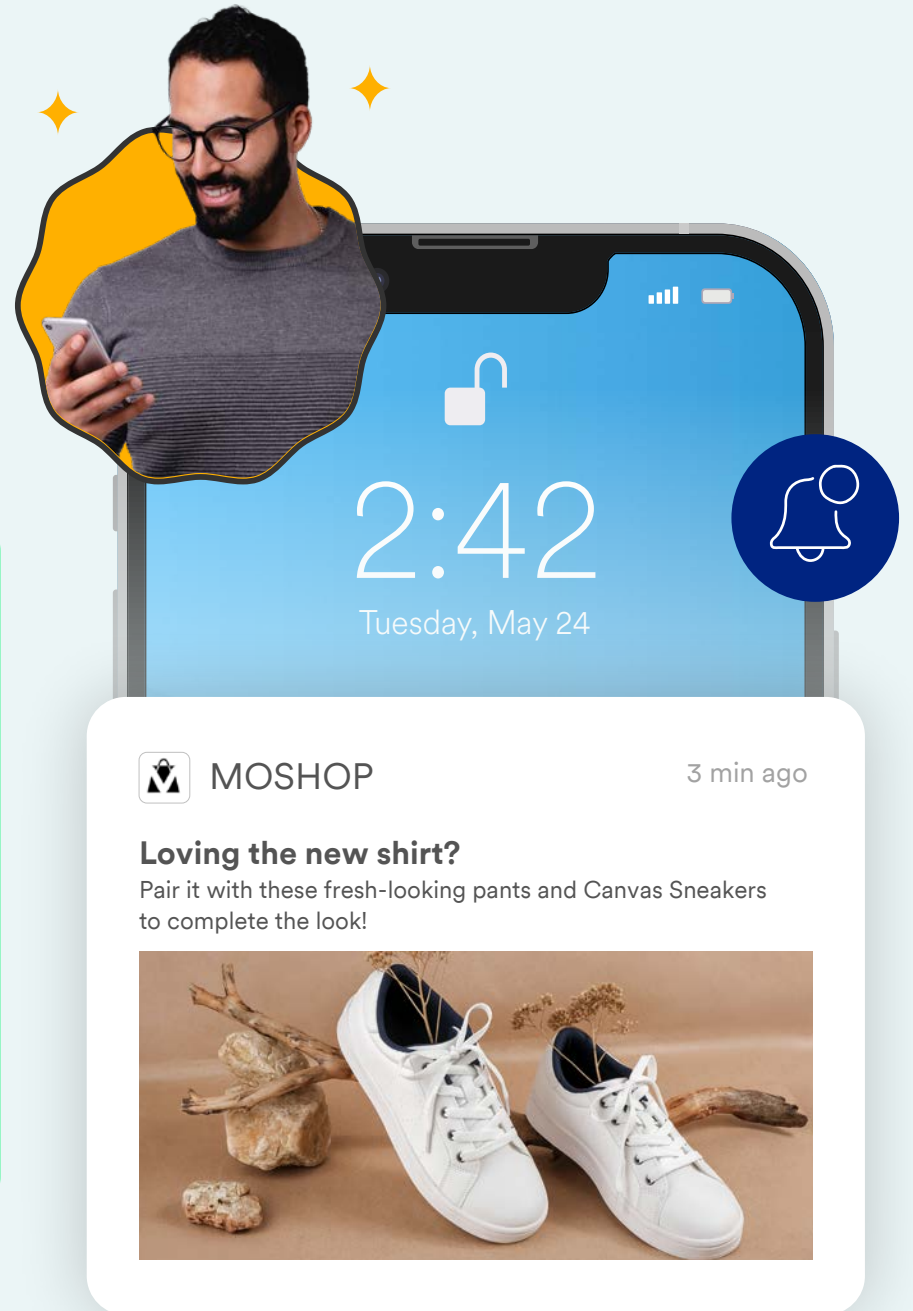 2:42
Tuesday, May 24
MOSHOP
3 min ago
Loving the new shirt?
Pair it with these fresh-looking pants and Canvas Sneakers
to complete the look!